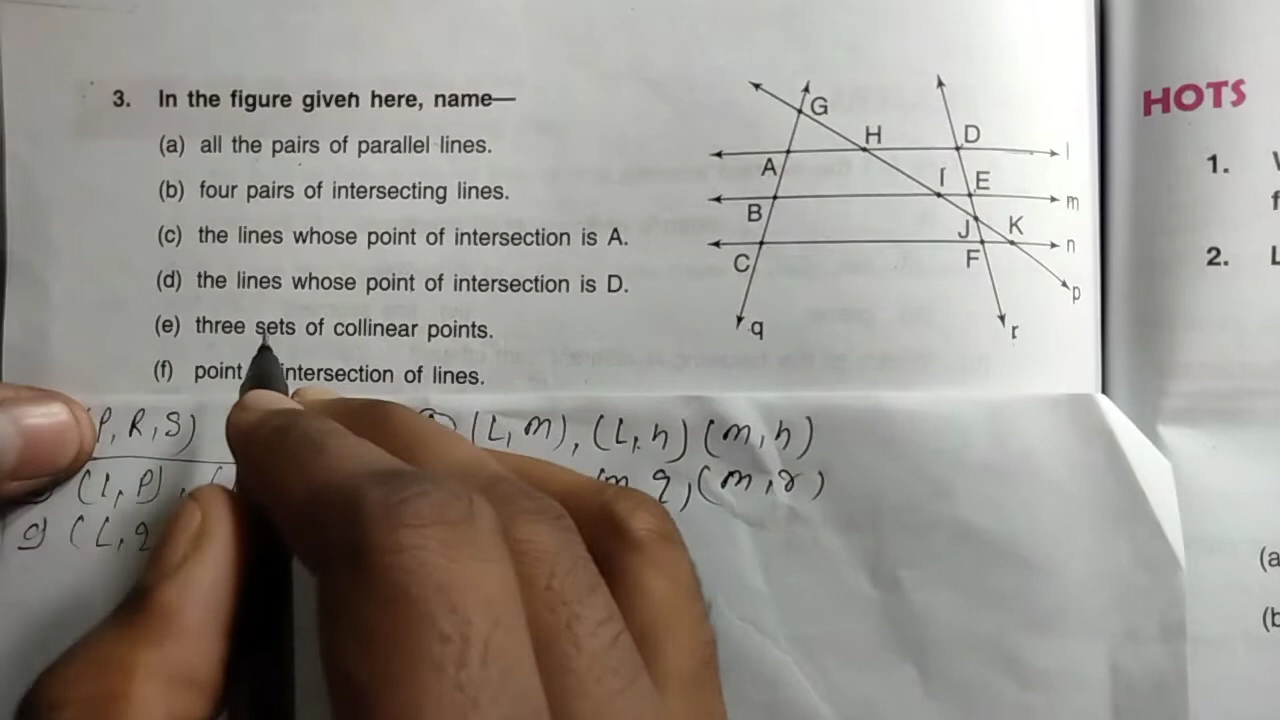 3. In the figure given here, name—
(a) all the pairs of parallel lines.
(b) four pairs of intersecting lines.
(c) the lines whose point of intersection is A.
(d) the lines whose point of intersection is D.
(e) three sets of collinear points.
(f) point intersection of lines.
G
H
D
l
A
I
E
m
B
J
K
n
C
F
p
q
r
HOTS
1.
2.
(a
(b
P, R, S)
(L, m), (L, n) (m, n)
(l, P), (
m q, (m, r)
g (L, q